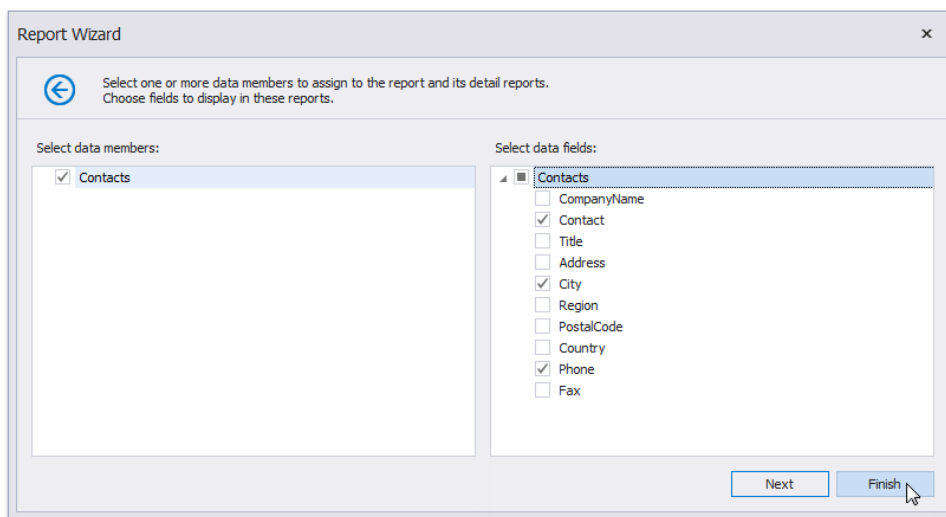 Report Wizard
Select one or more data members to assign to the report and its detail reports.
Choose fields to display in these reports.
Select data members:
Contacts
Select data fields:
Contacts
CompanyName
Contact
Title
Address
City
Region
PostalCode
Country
Phone
Fax
Next
Finish